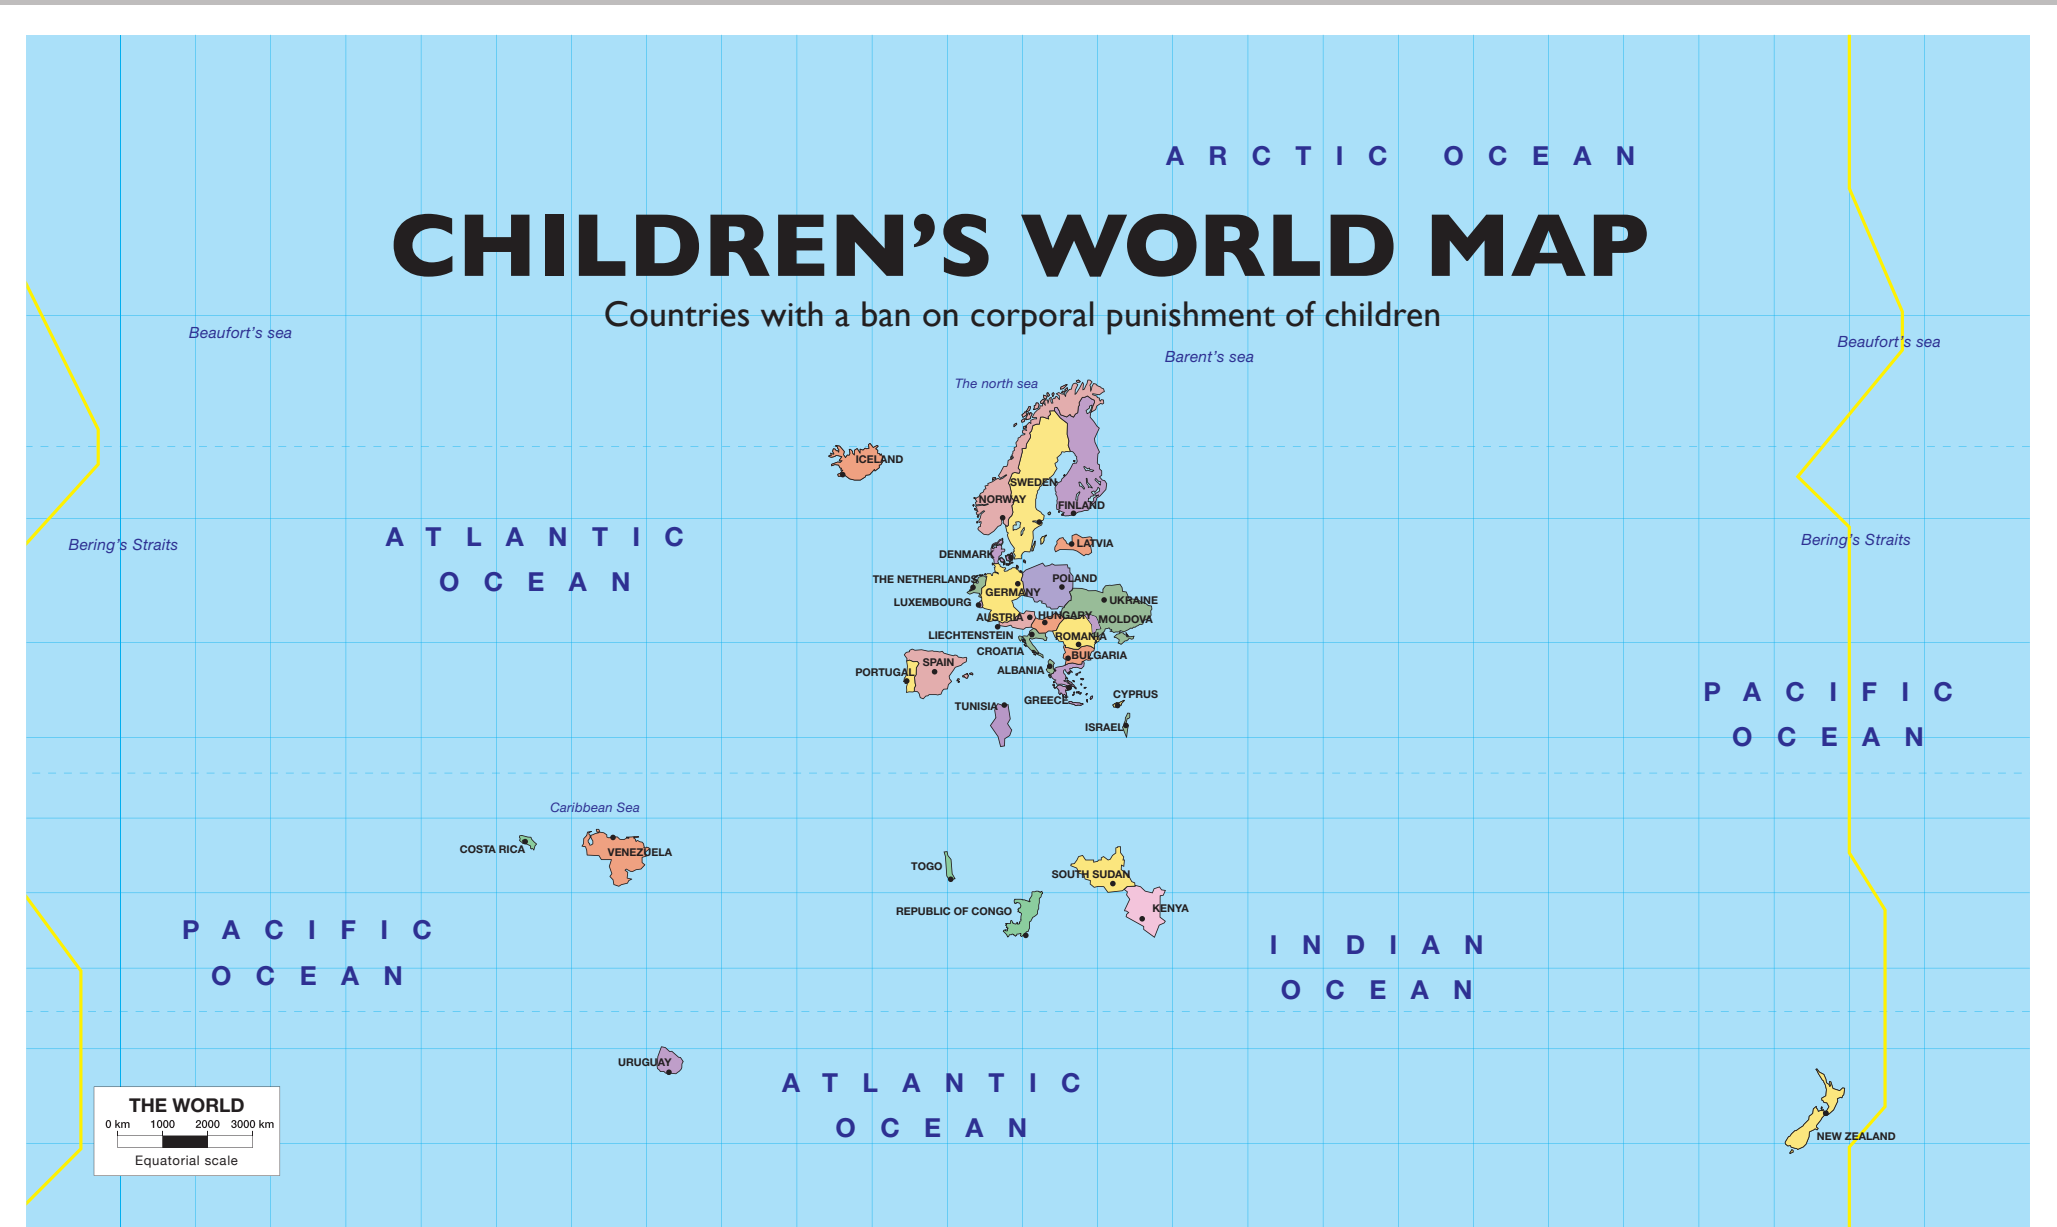 ARCTIC OCEAN
CHILDREN’S WORLD MAP
Countries with a ban on corporal punishment of children
Beaufort’s sea
Beaufort’s sea
Barent’s sea
The north sea
ICELAND
SWEDEN
NORWAY
FINLAND
ATLANTIC
OCEAN
Bering’s Straits
Bering’s Straits
LATVIA
DENMARK
THE NETHERLANDS
POLAND
GERMANY
LUXEMBOURG
UKRAINE
AUSTRIA
HUNGARY
MOLDOVA
LIECHTENSTEIN
ROMANIA
CROATIA
BULGARIA
SPAIN
PORTUGAL
ALBANIA
GREECE
CYPRUS
TUNISIA
ISRAEL
PACIFIC
OCEAN
Caribbean Sea
COSTA RICA
VENEZUELA
TOGO
SOUTH SUDAN
REPUBLIC OF CONGO
KENYA
PACIFIC
OCEAN
INDIAN
OCEAN
URUGUAY
ATLANTIC
OCEAN
THE WORLD
0 km 1000 2000 3000 km
Equatorial scale
NEW ZEALAND